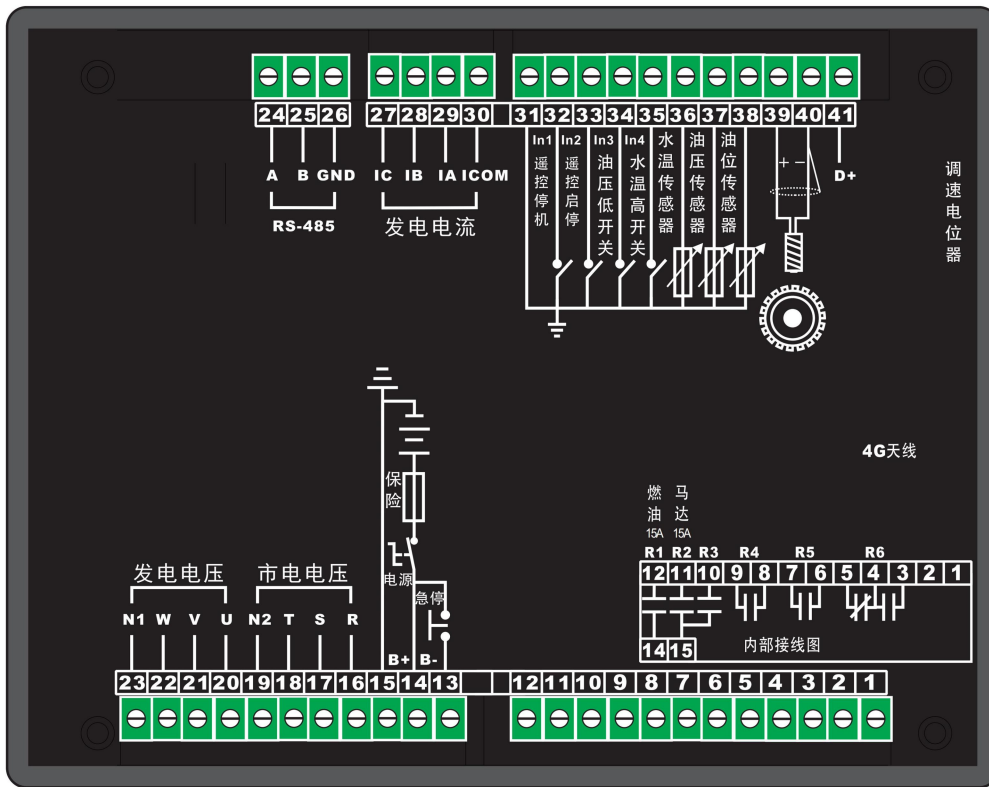 24 25 26 27 28 29 30 31 32 33 34 35 36 37 38 39 40 41
In1 In2 In3 In4
遥控停机
遥控启停
油压低开关
水温高开关
水温传感器
油压传感器
油位传感器
+ -
D+
A B GND IC IB IA ICOM
RS-485
发电电流
调速电位器
4G天线
保险
电源
急停
燃油 马达
15A 15A
R1 R2 R3 R4 R5 R6
12 11 10 9 8 7 6 5 4 3 2 1
内部接线图
14 15
发电电压 市电电压
N1 W V U N2 T S R
B+ B-
23 22 21 20 19 18 17 16 15 14 13 12 11 10 9 8 7 6 5 4 3 2 1